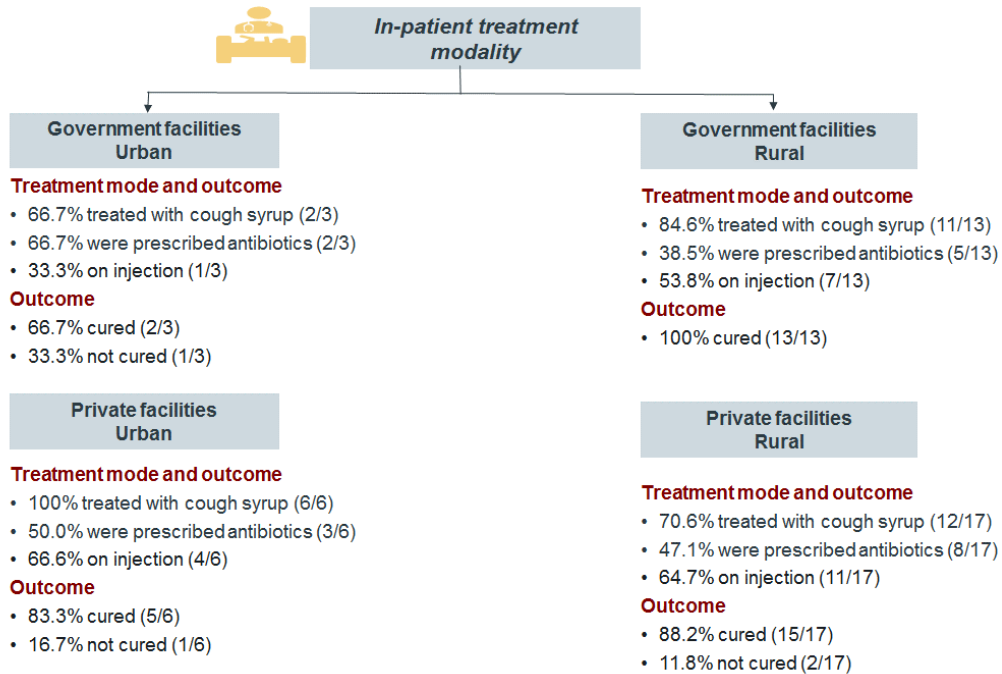 In-patient treatment
modality
Government facilities
Urban
Treatment mode and outcome
• 66.7% treated with cough syrup (2/3)
• 66.7% were prescribed antibiotics (2/3)
• 33.3% on injection (1/3)
Outcome
• 66.7% cured (2/3)
• 33.3% not cured (1/3)
Government facilities
Rural
Treatment mode and outcome
• 84.6% treated with cough syrup (11/13)
• 38.5% were prescribed antibiotics (5/13)
• 53.8% on injection (7/13)
Outcome
• 100% cured (13/13)
Private facilities
Urban
Treatment mode and outcome
• 100% treated with cough syrup (6/6)
• 50.0% were prescribed antibiotics (3/6)
• 66.6% on injection (4/6)
Outcome
• 83.3% cured (5/6)
• 16.7% not cured (1/6)
Private facilities
Rural
Treatment mode and outcome
• 70.6% treated with cough syrup (12/17)
• 47.1% were prescribed antibiotics (8/17)
• 64.7% on injection (11/17)
Outcome
• 88.2% cured (15/17)
• 11.8% not cured (2/17)